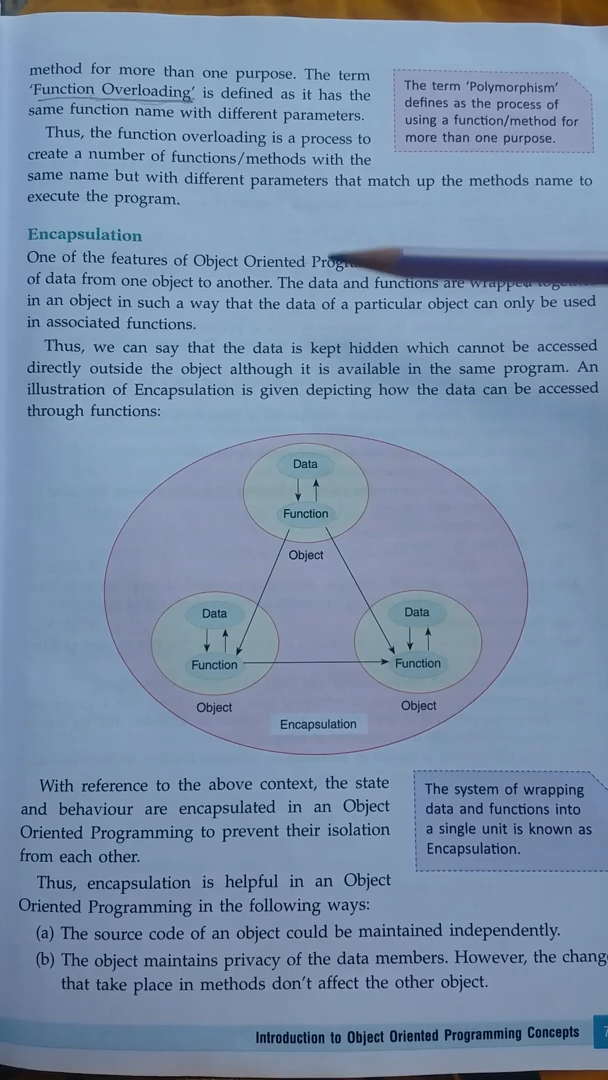 method for more than one purpose. The term
'Function Overloading' is defined as it has the
same function name with different parameters.
Thus, the function overloading is a process to
create a number of functions/methods with the
same name but with different parameters that match up the methods name to
execute the program.
The term 'Polymorphism'
defines as the process of
using a function/method for
more than one purpose.
Encapsulation
One of the features of Object Oriented
of data from one object to another. The data and functions are wrapped
in an object in such a way that the data of a particular object can only be used
in associated functions.
Thus, we can say that the data is kept hidden which cannot be accessed
directly outside the object although it is available in the same program. An
illustration of Encapsulation is given depicting how the data can be accessed
through functions:
Data
Function
Object
Data
Function
Object
Data
Function
Object
Encapsulation
With reference to the above context, the state
and behaviour are encapsulated in an Object
Oriented Programming to prevent their isolation
from each other.
The system of wrapping
data and functions into
a single unit is known as
Encapsulation.
Thus, encapsulation is helpful in an Object
Oriented Programming in the following ways:
(a) The source code of an object could be maintained independently.
(b) The object maintains privacy of the data members. However, the chang
that take place in methods don't affect the other object.
Introduction to Object Oriented Programming Concepts